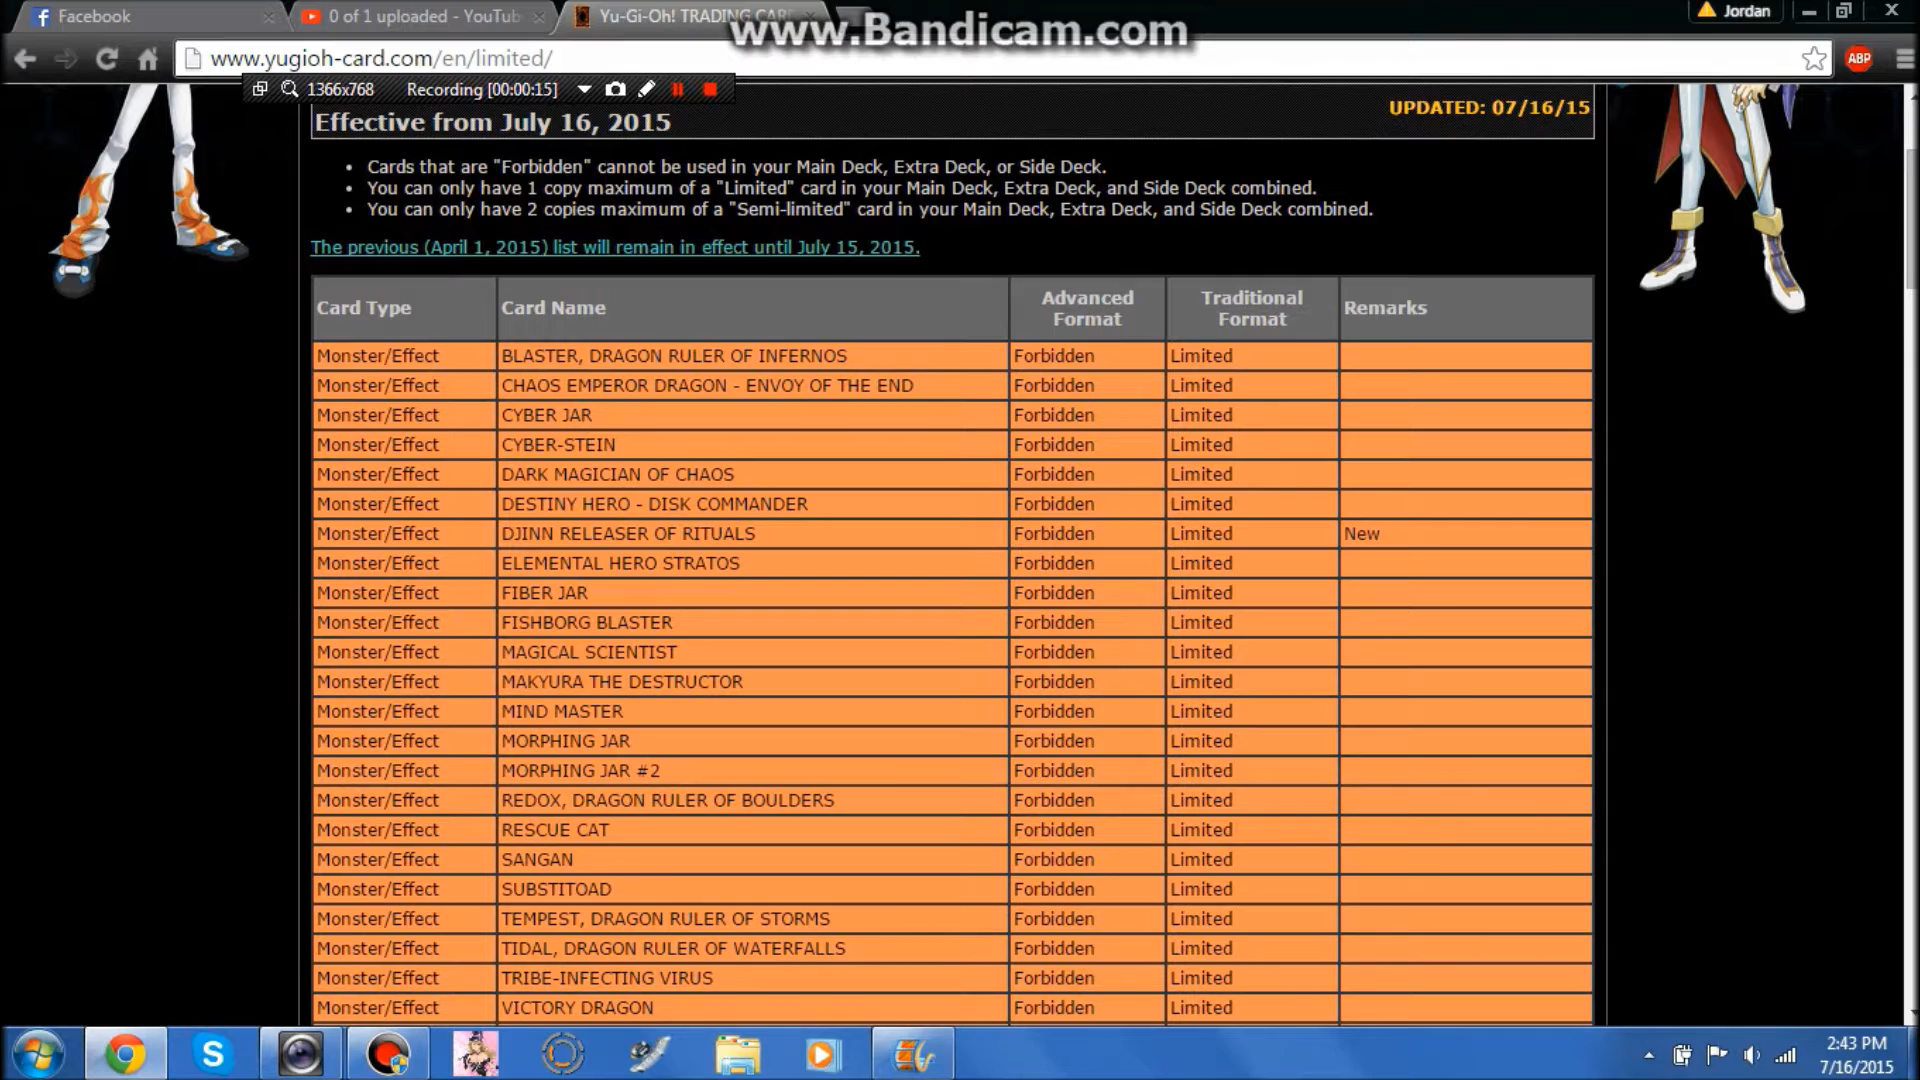 Facebook
0 of 1 uploaded - YouTub
Yu-Gi-Oh! TRADING CAR
www.Bandicam.com
Jordan
www.yugioh-card.com/en/limited/
ABP
1366x768
Recording [00:00:15]
UPDATED: 07/16/15
Effective from July 16, 2015
Cards that are "Forbidden" cannot be used in your Main Deck, Extra Deck, or Side Deck.
You can only have 1 copy maximum of a "Limited" card in your Main Deck, Extra Deck, and Side Deck combined.
You can only have 2 copies maximum of a "Semi-limited" card in your Main Deck, Extra Deck, and Side Deck combined.
The previous (April 1, 2015) list will remain in effect until July 15, 2015.
Card Type Card Name Advanced Format Traditional Format Remarks
Monster/Effect BLASTER, DRAGON RULER OF INFERNOS Forbidden Limited
Monster/Effect CHAOS EMPEROR DRAGON - ENVOY OF THE END Forbidden Limited
Monster/Effect CYBER JAR Forbidden Limited
Monster/Effect CYBER-STEIN Forbidden Limited
Monster/Effect DARK MAGICIAN OF CHAOS Forbidden Limited
Monster/Effect DESTINY HERO - DISK COMMANDER Forbidden Limited
Monster/Effect DJINN RELEASER OF RITUALS Forbidden Limited New
Monster/Effect ELEMENTAL HERO STRATOS Forbidden Limited
Monster/Effect FIBER JAR Forbidden Limited
Monster/Effect FISHBORG BLASTER Forbidden Limited
Monster/Effect MAGICAL SCIENTIST Forbidden Limited
Monster/Effect MAKYURA THE DESTRUCTOR Forbidden Limited
Monster/Effect MIND MASTER Forbidden Limited
Monster/Effect MORPHING JAR Forbidden Limited
Monster/Effect MORPHING JAR #2 Forbidden Limited
Monster/Effect REDOX, DRAGON RULER OF BOULDERS Forbidden Limited
Monster/Effect RESCUE CAT Forbidden Limited
Monster/Effect SANGAN Forbidden Limited
Monster/Effect SUBSTITOAD Forbidden Limited
Monster/Effect TEMPEST, DRAGON RULER OF STORMS Forbidden Limited
Monster/Effect TIDAL, DRAGON RULER OF WATERFALLS Forbidden Limited
Monster/Effect TRIBE-INFECTING VIRUS Forbidden Limited
Monster/Effect VICTORY DRAGON Forbidden Limited
2:43 PM
7/16/2015